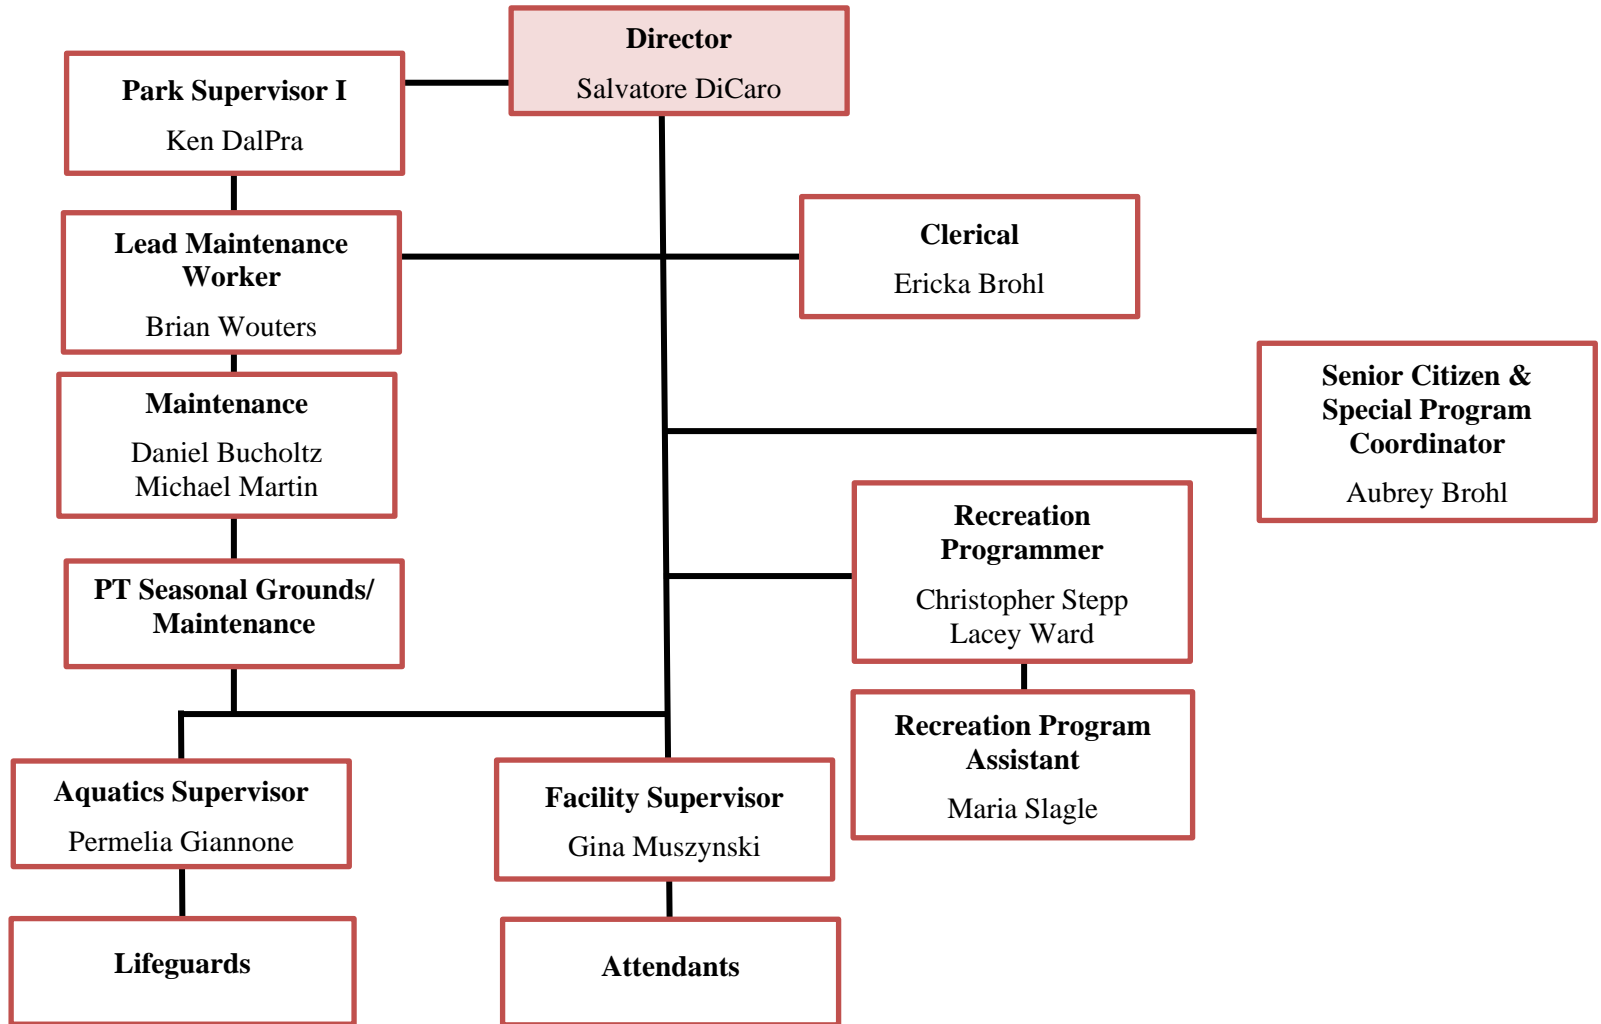 Director
Salvatore DiCaro
Park Supervisor I
Ken DalPra
Lead Maintenance
Worker
Brian Wouters
Clerical
Ericka Brohl
Maintenance
Daniel Bucholtz
Michael Martin
Senior Citizen &
Special Program
Coordinator
Aubrey Brohl
Recreation
Programmer
Christopher Stepp
Lacey Ward
PT Seasonal Grounds/
Maintenance
Recreation Program
Assistant
Maria Slagle
Aquatics Supervisor
Permelia Giannone
Facility Supervisor
Gina Muszynski
Lifeguards
Attendants